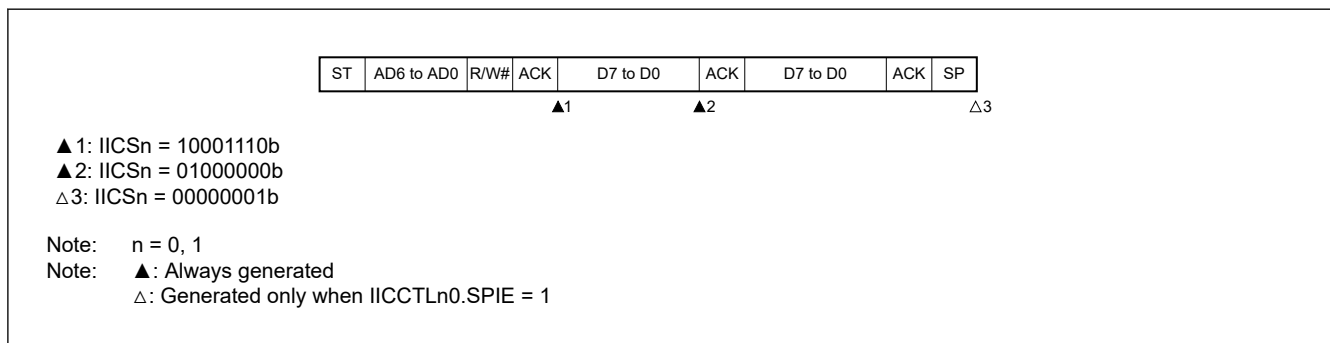 ST AD6 to AD0 R/W# ACK D7 to D0 ACK D7 to D0 ACK SP
▲1 ▲2 △3
▲1: IICSn = 10001110b
▲2: IICSn = 01000000b
△3: IICSn = 00000001b
Note: n = 0, 1
Note: ▲: Always generated
△: Generated only when IICCTLn0.SPIE = 1